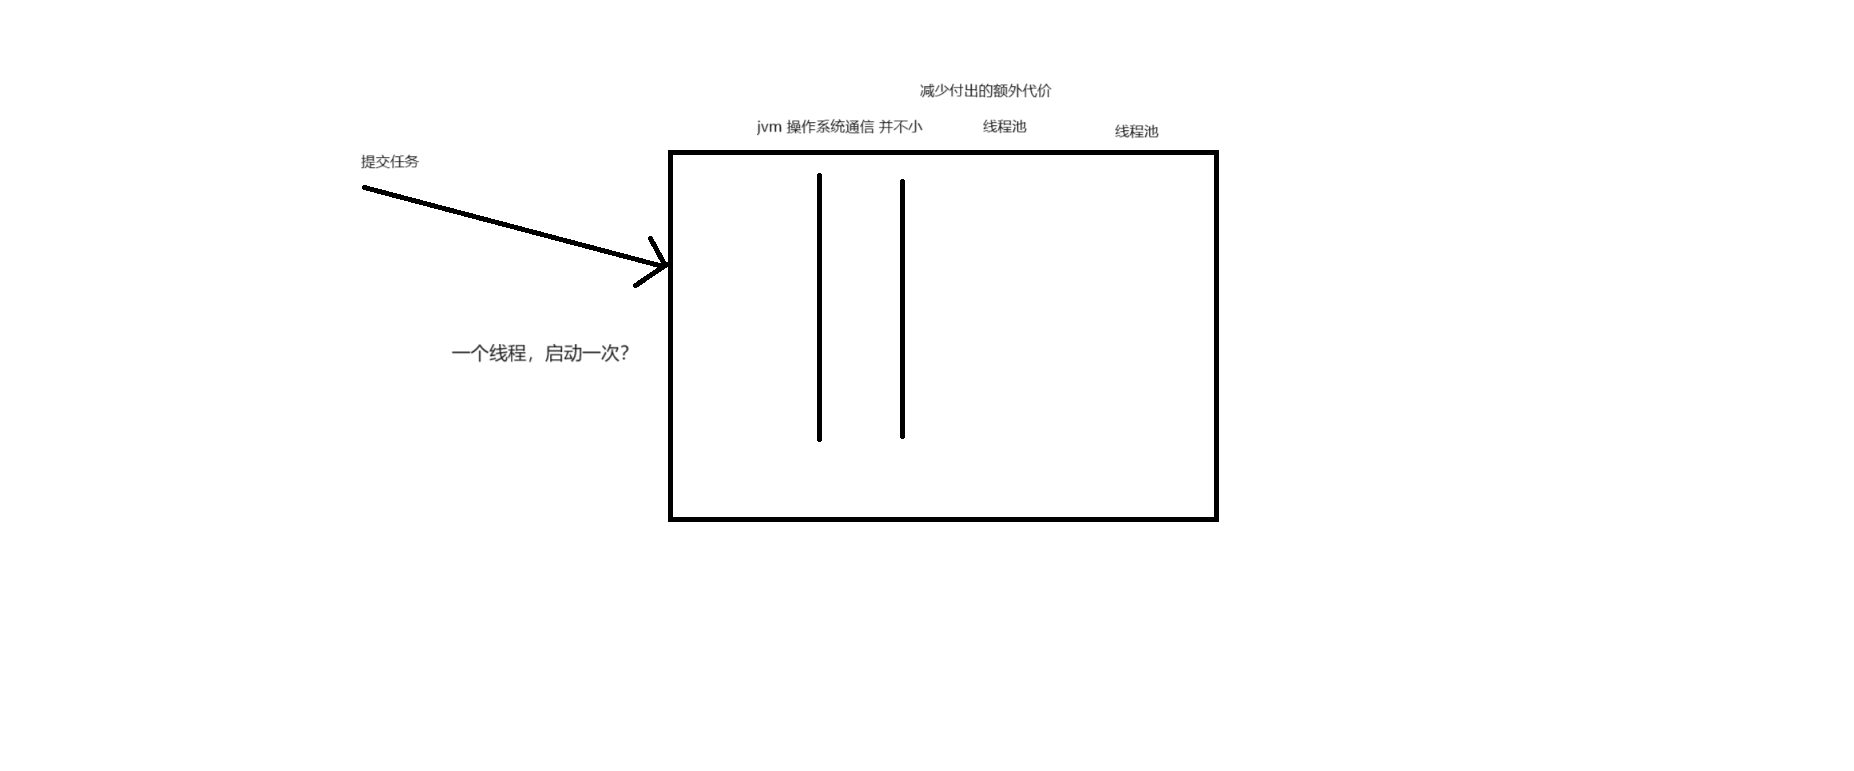 减少付出的额外代价
jvm 操作系统通信 并不小
线程池
线程池
提交任务
一个线程，启动一次？